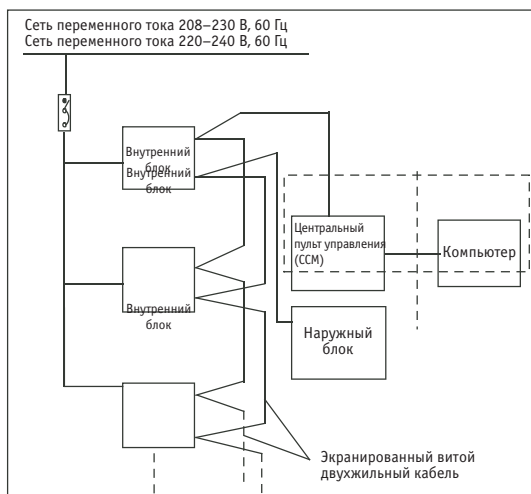 Сеть переменного тока 208–230 В, 60 Гц
Сеть переменного тока 220–240 В, 60 Гц
Внутренний
блок
Внутренний
блок
Центральный
пульт управления
(ССМ)
Компьютер
Внутренний
блок
Наружный
блок
Экранированный витой
двухжильный кабель